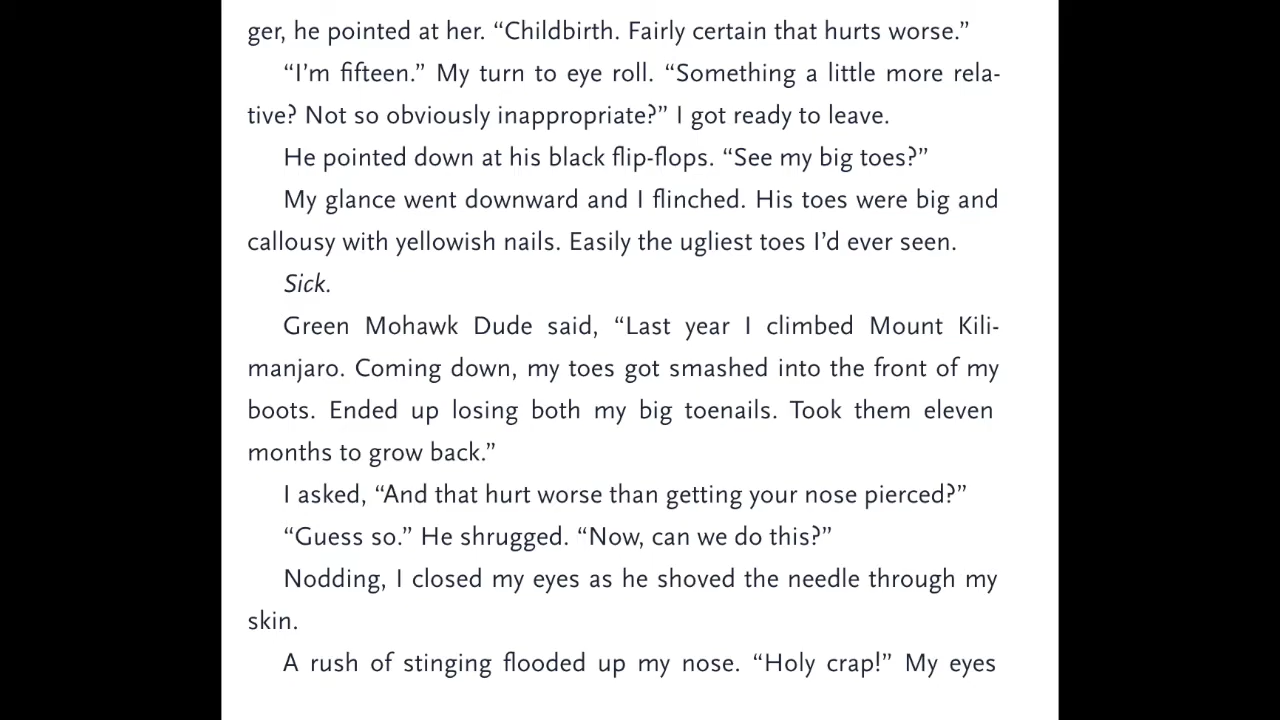 ger, he pointed at her. “Childbirth. Fairly certain that hurts worse.”
“I’m fifteen.” My turn to eye roll. “Something a little more rela-
tive? Not so obviously inappropriate?” I got ready to leave.
He pointed down at his black flip-flops. “See my big toes?”
My glance went downward and I flinched. His toes were big and
callousy with yellowish nails. Easily the ugliest toes I’d ever seen.
Sick.
Green Mohawk Dude said, “Last year I climbed Mount Kili-
manjaro. Coming down, my toes got smashed into the front of my
boots. Ended up losing both my big toenails. Took them eleven
months to grow back.”
I asked, “And that hurt worse than getting your nose pierced?”
“Guess so.” He shrugged. “Now, can we do this?”
Nodding, I closed my eyes as he shoved the needle through my
skin.
A rush of stinging flooded up my nose. “Holy crap!” My eyes